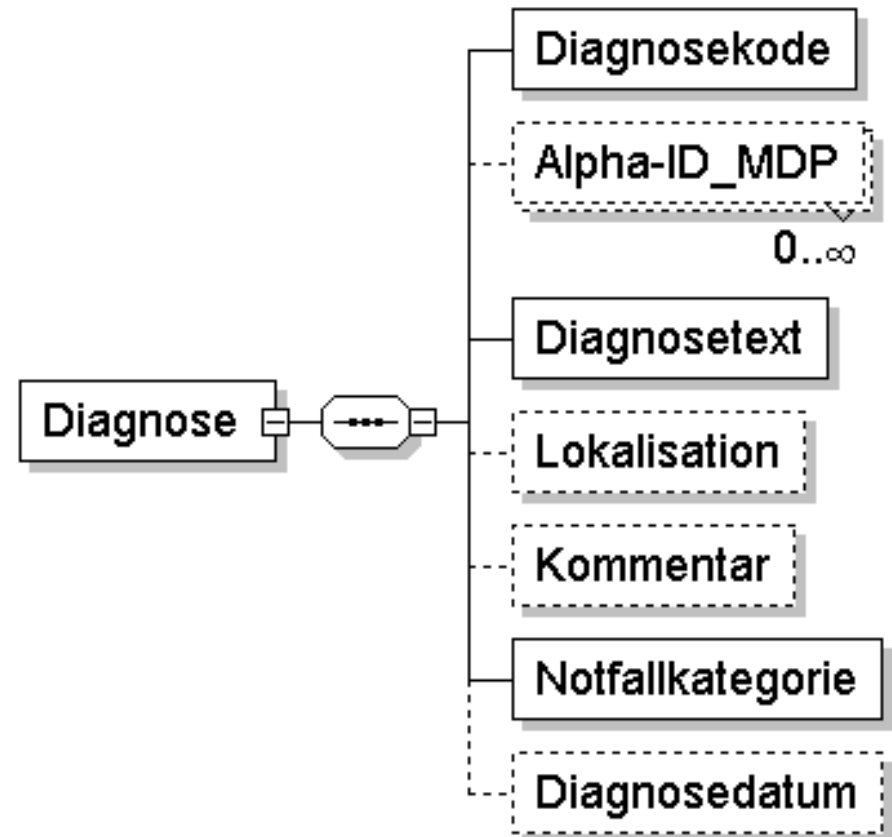 Diagnosekode
Alpha-ID_MDP
0..∞
Diagnosetext
Diagnose
Lokalisation
Kommentar
Notfallkategorie
Diagnosedatum